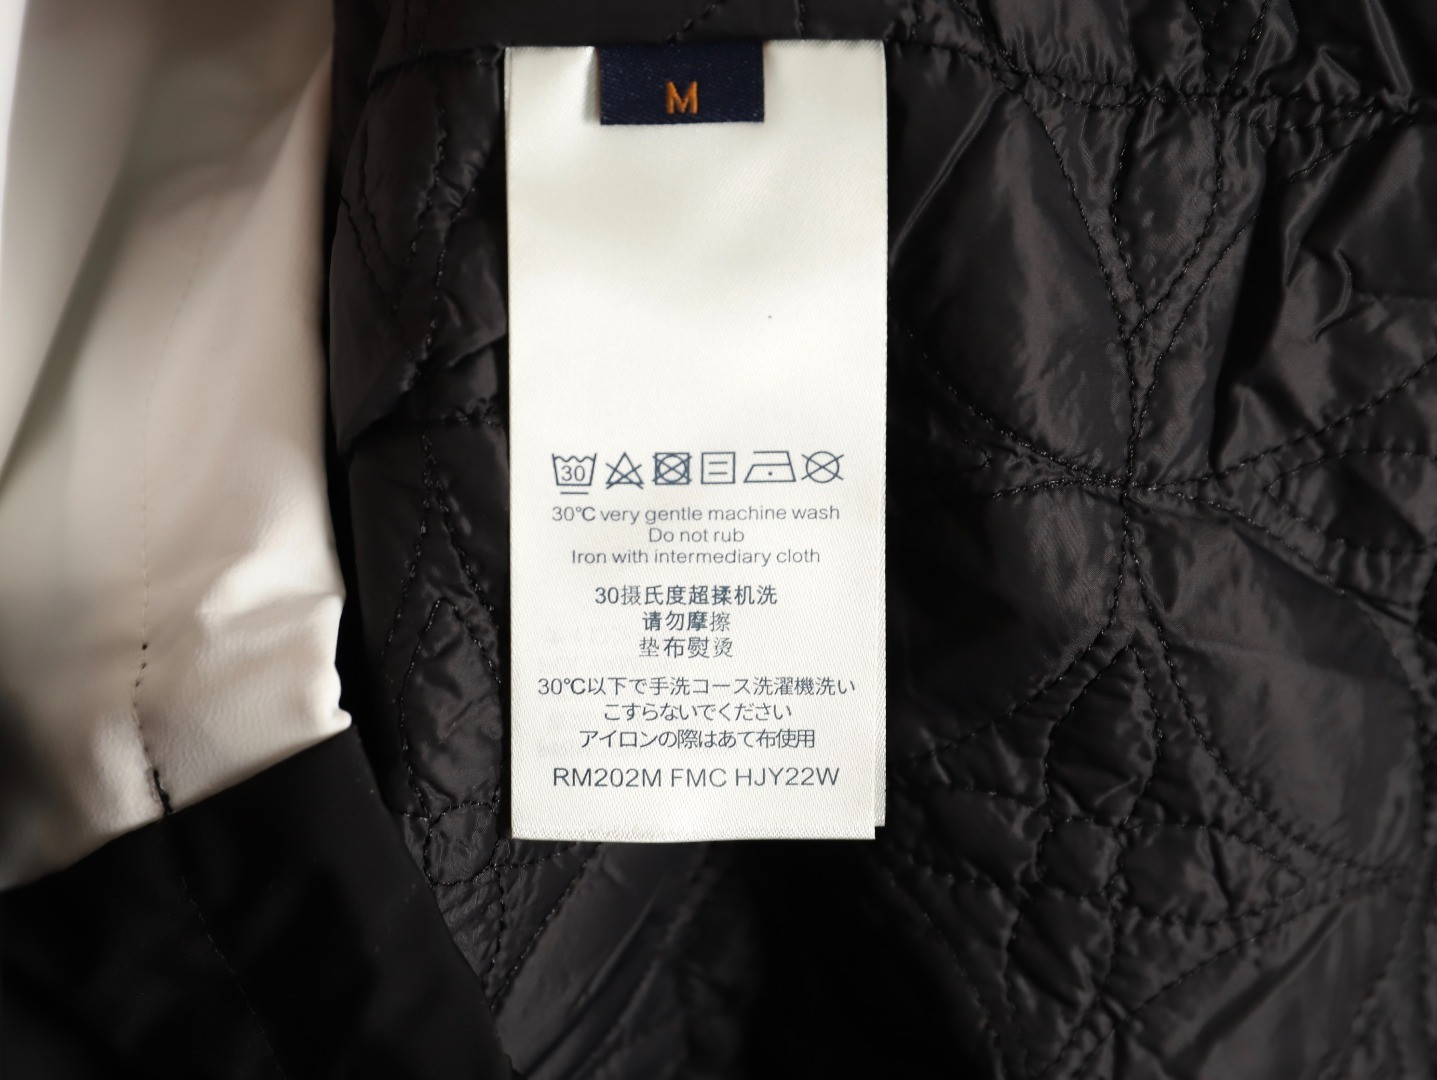 M
30
30℃ very gentle machine wash
Do not rub
Iron with intermediary cloth
30摄氏度超揉机洗
请勿摩擦
垫布熨烫
30℃以下で手洗コース洗濯機洗い
こすらないでください
アイロンの際はあて布使用
RM202M FMC HJY22W